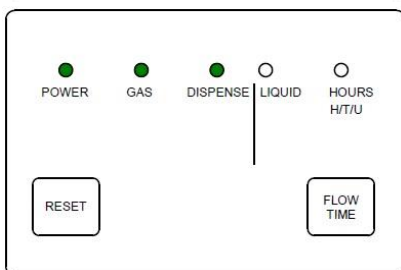 POWER GAS DISPENSE LIQUID HOURS
H/T/U
RESET
FLOW
TIME